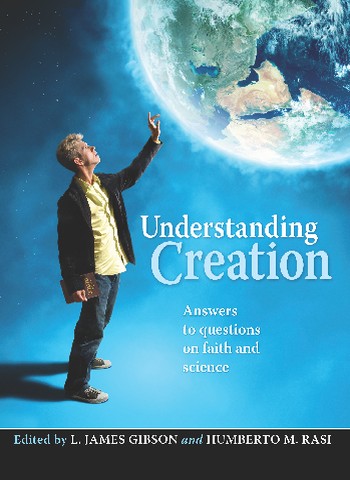 Understanding
Creation
Answers
to questions
on faith and
science
Edited by L. JAMES GIBSON and HUMBERTO M. RASI